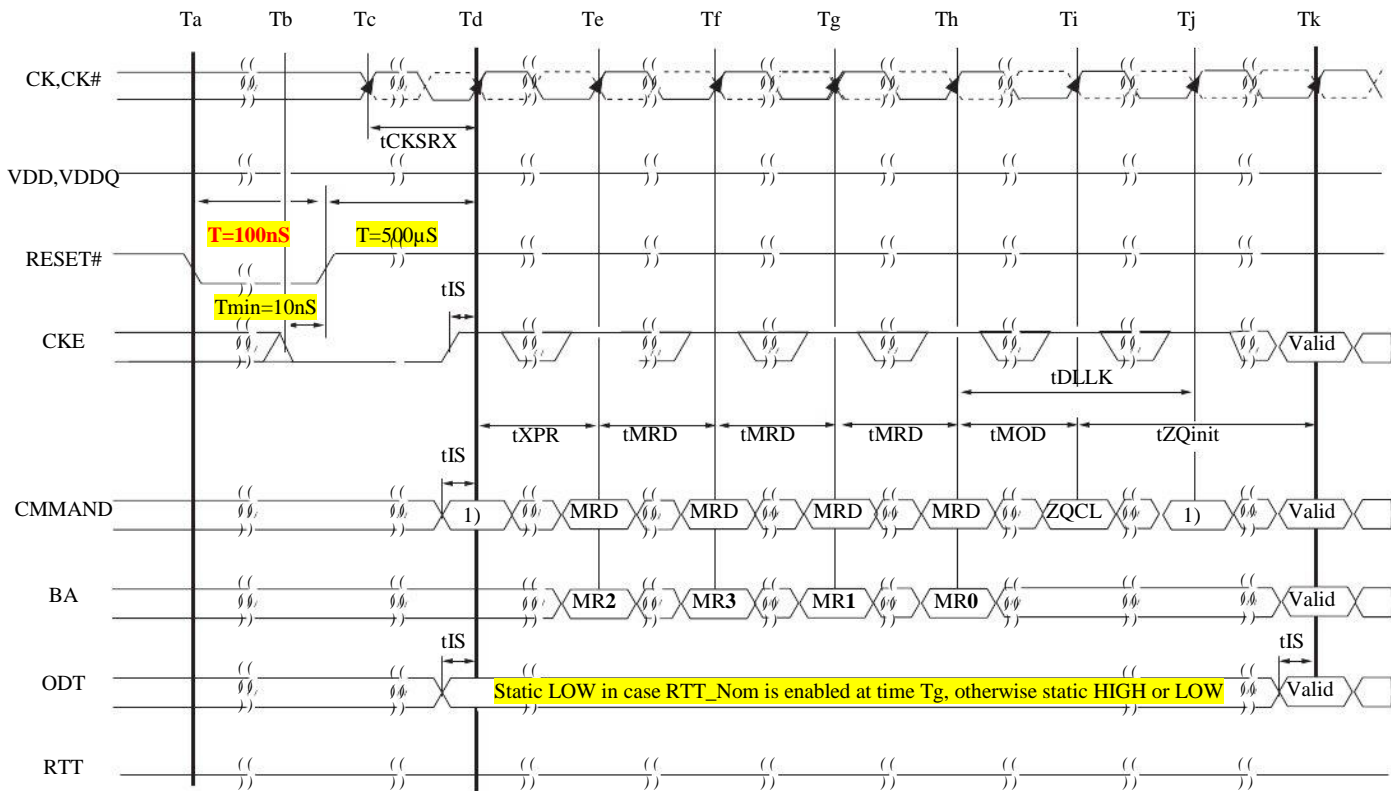 Ta Tb Tc Td Te Tf Tg Th Ti Tj Tk
CK,CK#
tCKSRX
VDD,VDDQ
T=100nS T=500µS
RESET#
Tmin=10nS tIS
CKE Valid
tDLLK
tXPR tMRD tMRD tMRD tMOD tZQinit
tIS
CMMAND 1) MRD MRD MRD MRD ZQCL 1) Valid
BA MR2 MR3 MR1 MR0 Valid
tIS tIS
ODT Static LOW in case RTT_Nom is enabled at time Tg, otherwise static HIGH or LOW Valid
RTT